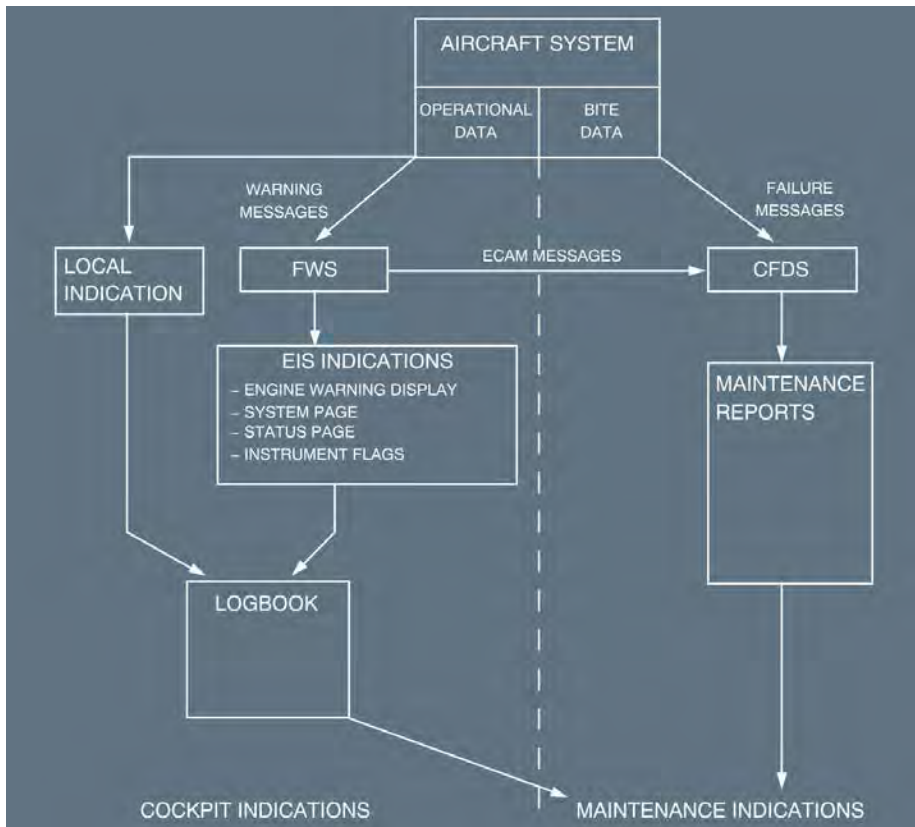 AIRCRAFT SYSTEM
OPERATIONAL
DATA
BITE
DATA
WARNING
MESSAGES
FAILURE
MESSAGES
LOCAL
INDICATION
FWS
ECAM MESSAGES
CFDS
EIS INDICATIONS
– ENGINE WARNING DISPLAY
– SYSTEM PAGE
– STATUS PAGE
– INSTRUMENT FLAGS
MAINTENANCE
REPORTS
LOGBOOK
COCKPIT INDICATIONS
MAINTENANCE INDICATIONS